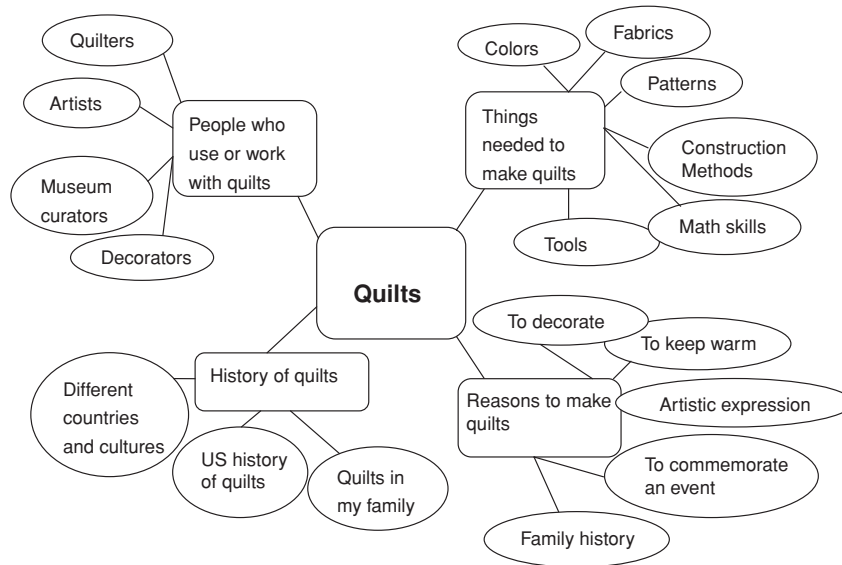 Quilters
Artists
Museum
curators
Decorators
People who
use or work
with quilts
Colors
Fabrics
Patterns
Construction
Methods
Math skills
Tools
Things
needed to
make quilts
Quilts
History of quilts
Different
countries
and cultures
US history
of quilts
Quilts in
my family
Reasons to make
quilts
To decorate
To keep warm
Artistic expression
To commemorate
an event
Family history